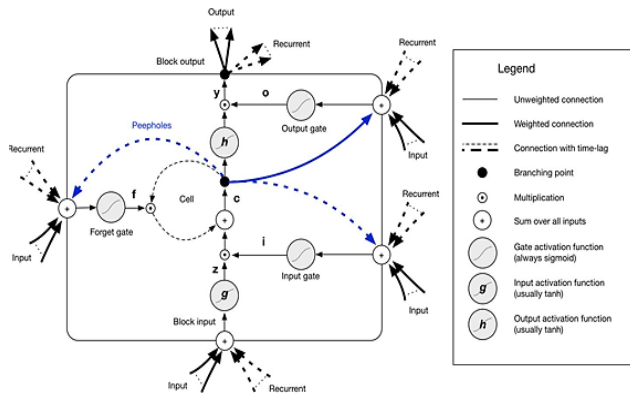 Output
Recurrent
Block output
Recurrent
y
o
Output gate
Input
Peepholes
h
Recurrent
Cell
c
f
Forget gate
Recurrent
i
Input gate
Input
z
g
Input
Block input
Input
Recurrent
Legend
Unweighted connection
Weighted connection
Connection with time-lag
Branching point
Multiplication
Sum over all inputs
Gate activation function
(always sigmoid)
g
Input activation function
(usually tanh)
h
Output activation function
(usually tanh)